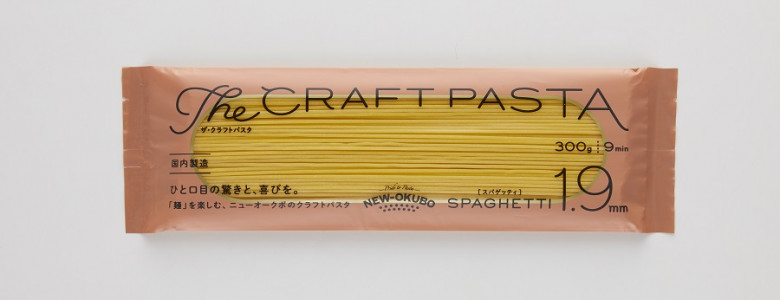 The CRAFT PASTA
ザ・クラフトパスタ
300g 9min
国内製造
ひと口目の驚きと、喜びを。
「麺」を楽しむ、ニューオークボのクラフトパスタ
NEW-OKUBO
[スパゲッティ]
SPAGHETTI 1.9mm